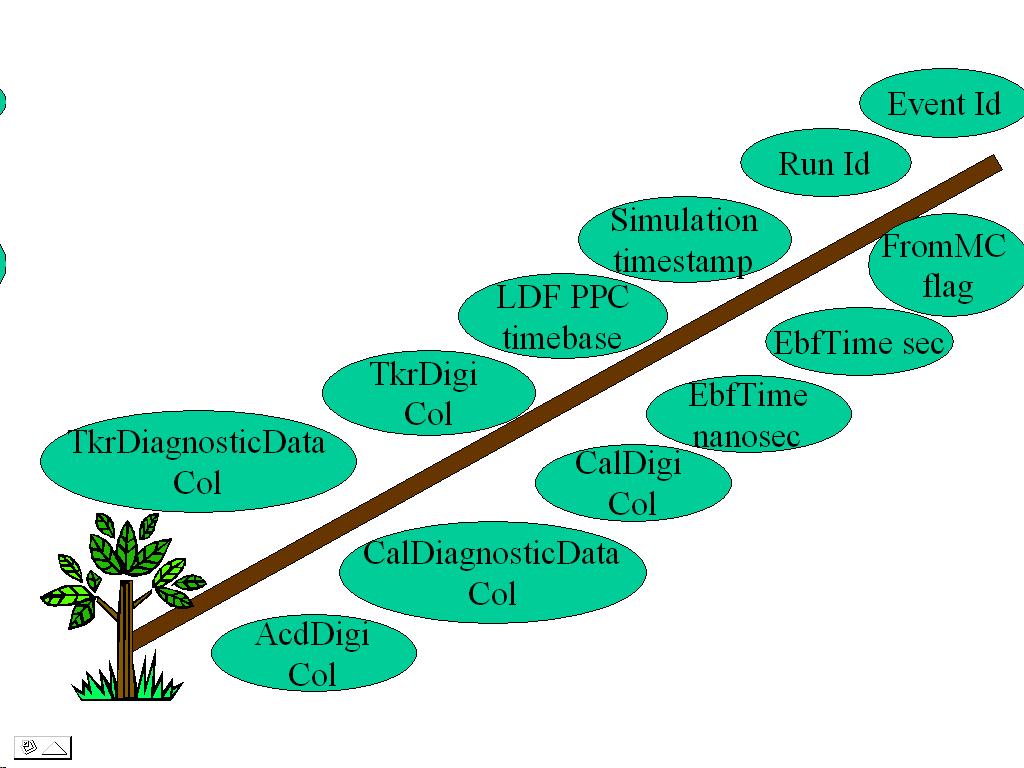 Event Id
Run Id
Simulation
timestamp
FromMC
flag
LDF PPC
timebase
EbfTime sec
TkrDigi
Col
EbfTime
nanosec
TkrDiagnosticData
Col
CalDigi
Col
CalDiagnosticData
Col
AcdDigi
Col